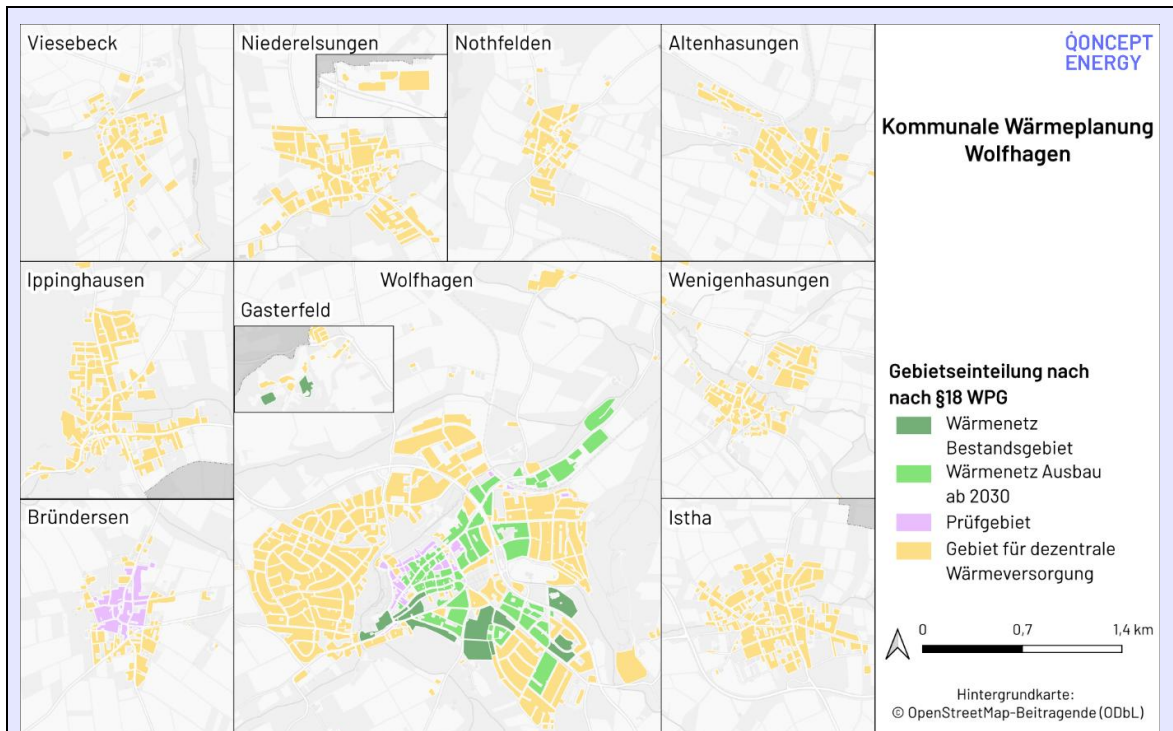 Viesebeck
Niederelsungen
Nothfelden
Altenhasungen
Ippinghausen
Wolfhagen
Gasterfeld
Wenigenhasungen
Bründersen
Istha
QONCEPT
ENERGY
Kommunale Wärmeplanung
Wolfhagen
Gebietseinteilung nach
nach §18 WPG
Wärmenetz
Bestandsgebiet
Wärmenetz Ausbau
ab 2030
Prüfgebiet
Gebiet für dezentrale
Wärmeversorgung
0 0,7 1,4 km
Hintergrundkarte:
© OpenStreetMap-Beitragende (ODbL)